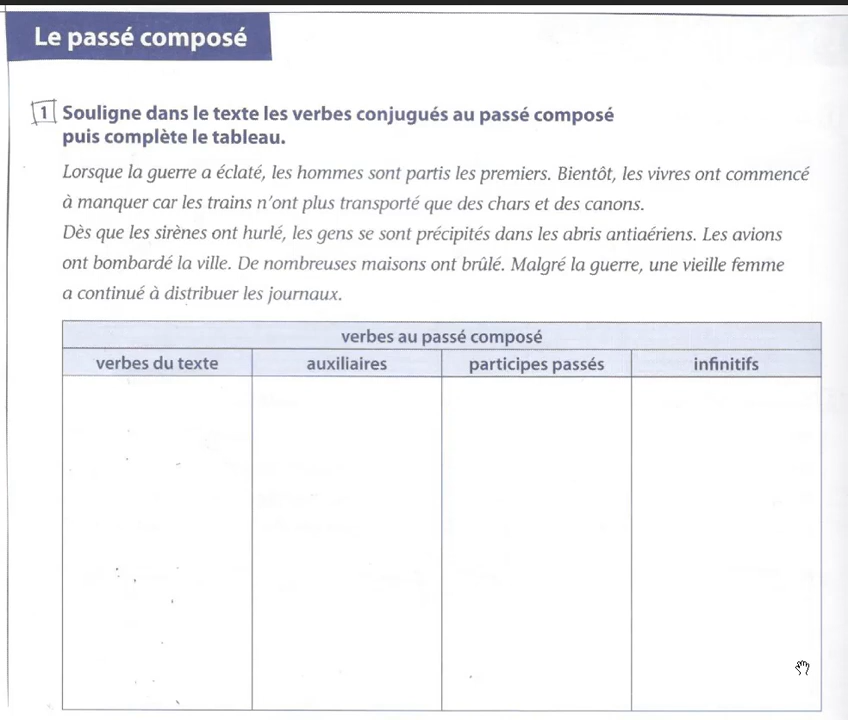 Le passé composé
1 Souligne dans le texte les verbes conjugués au passé composé
puis complète le tableau.
Lorsque la guerre a éclaté, les hommes sont partis les premiers. Bientôt, les vivres ont commencé
à manquer car les trains n'ont plus transporté que des chars et des canons.
Dès que les sirènes ont hurlé, les gens se sont précipités dans les abris antiaériens. Les avions
ont bombardé la ville. De nombreuses maisons ont brûlé. Malgré la guerre, une vieille femme
a continué à distribuer les journaux.
verbes au passé composé
verbes du texte auxiliaires participes passés infinitifs